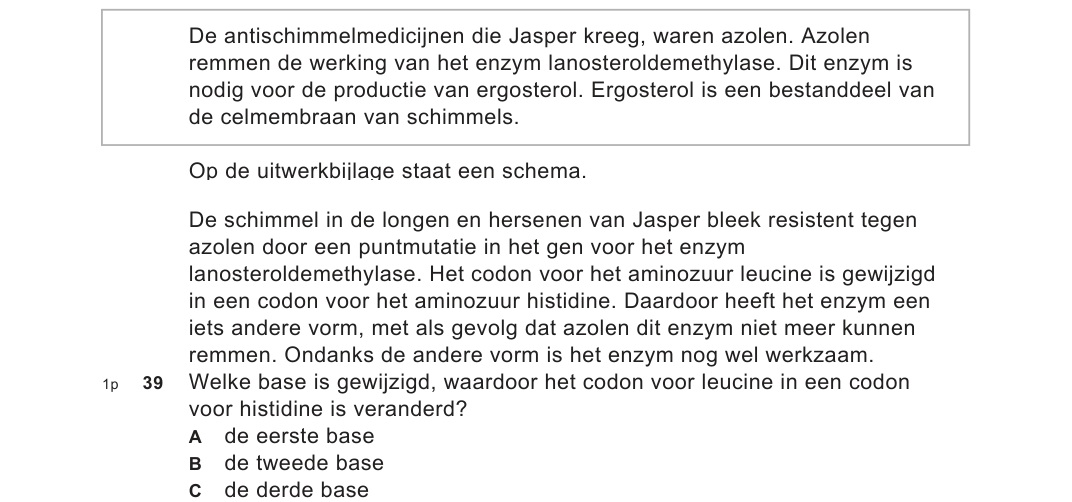 De antischimmelmedicijnen die Jasper kreeg, waren azolen. Azolen
remmen de werking van het enzym lanosteroldemethylase. Dit enzym is
nodig voor de productie van ergosterol. Ergosterol is een bestanddeel van
de celmembraan van schimmels.
Op de uitwerkbijlage staat een schema.
De schimmel in de longen en hersenen van Jasper bleek resistent tegen
azolen door een puntmutatie in het gen voor het enzym
lanosteroldemethylase. Het codon voor het aminozuur leucine is gewijzigd
in een codon voor het aminozuur histidine. Daardoor heeft het enzym een
iets andere vorm, met als gevolg dat azolen dit enzym niet meer kunnen
remmen. Ondanks de andere vorm is het enzym nog wel werkzaam.
1p 39 Welke base is gewijzigd, waardoor het codon voor leucine in een codon
voor histidine is veranderd?
A de eerste base
B de tweede base
C de derde base